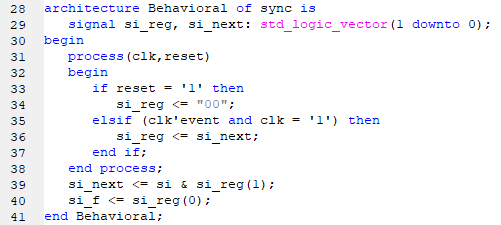 28 architecture Behavioral of sync is
29 signal si_reg, si_next: std_logic_vector(1 downto 0);
30 begin
31 process(clk,reset)
32 begin
33 if reset = '1' then
34 si_reg <= "00";
35 elsif (clk'event and clk = '1') then
36 si_reg <= si_next;
37 end if;
38 end process;
39 si_next <= si & si_reg(1);
40 si_f <= si_reg(0);
41 end Behavioral;